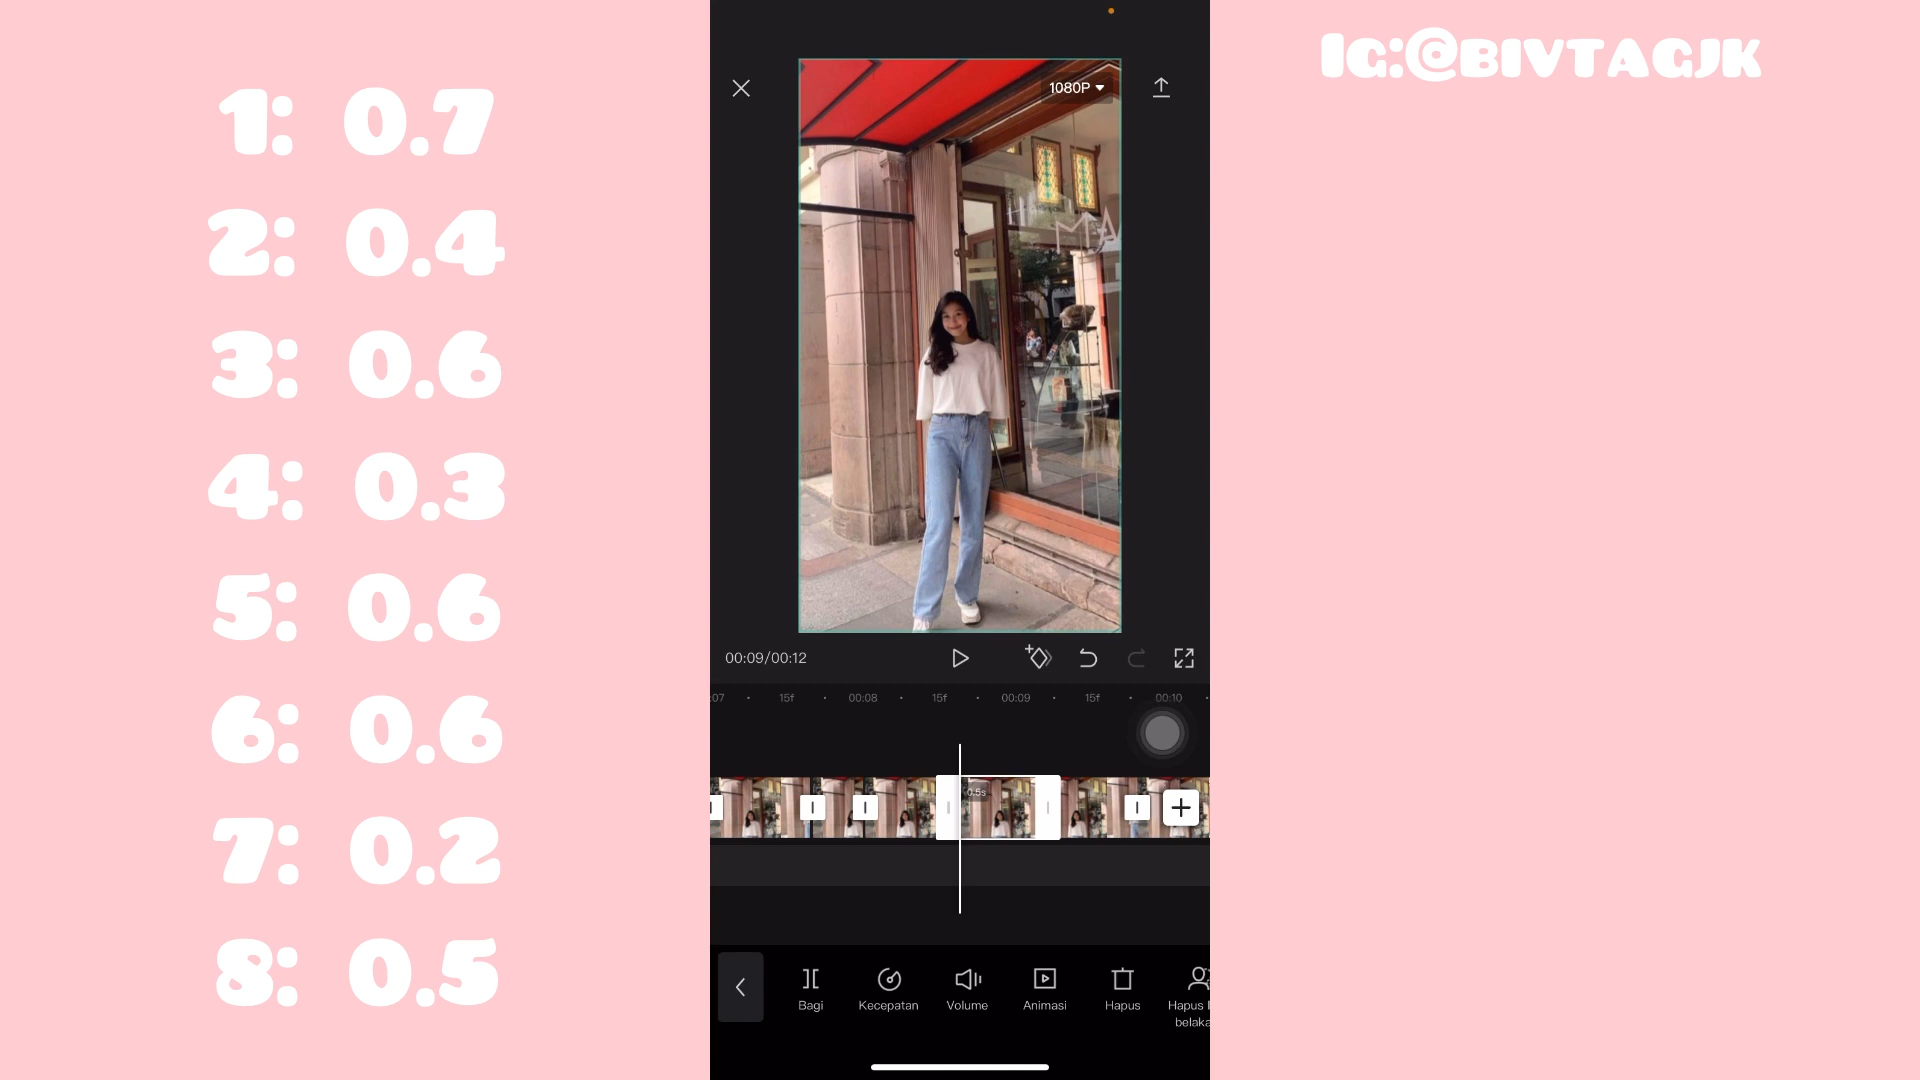 1: 0.7
2: 0.4
3: 0.6
4: 0.3
5: 0.6
6: 0.6
7: 0.2
8: 0.5
IG:@BIVTAGJK
1080P
MA
00:09/00:12
:07 15f 00:08 15f 00:09 15f 00:10
0.5s
Bagi Kecepatan Volume Animasi Hapus Hapus
belaka